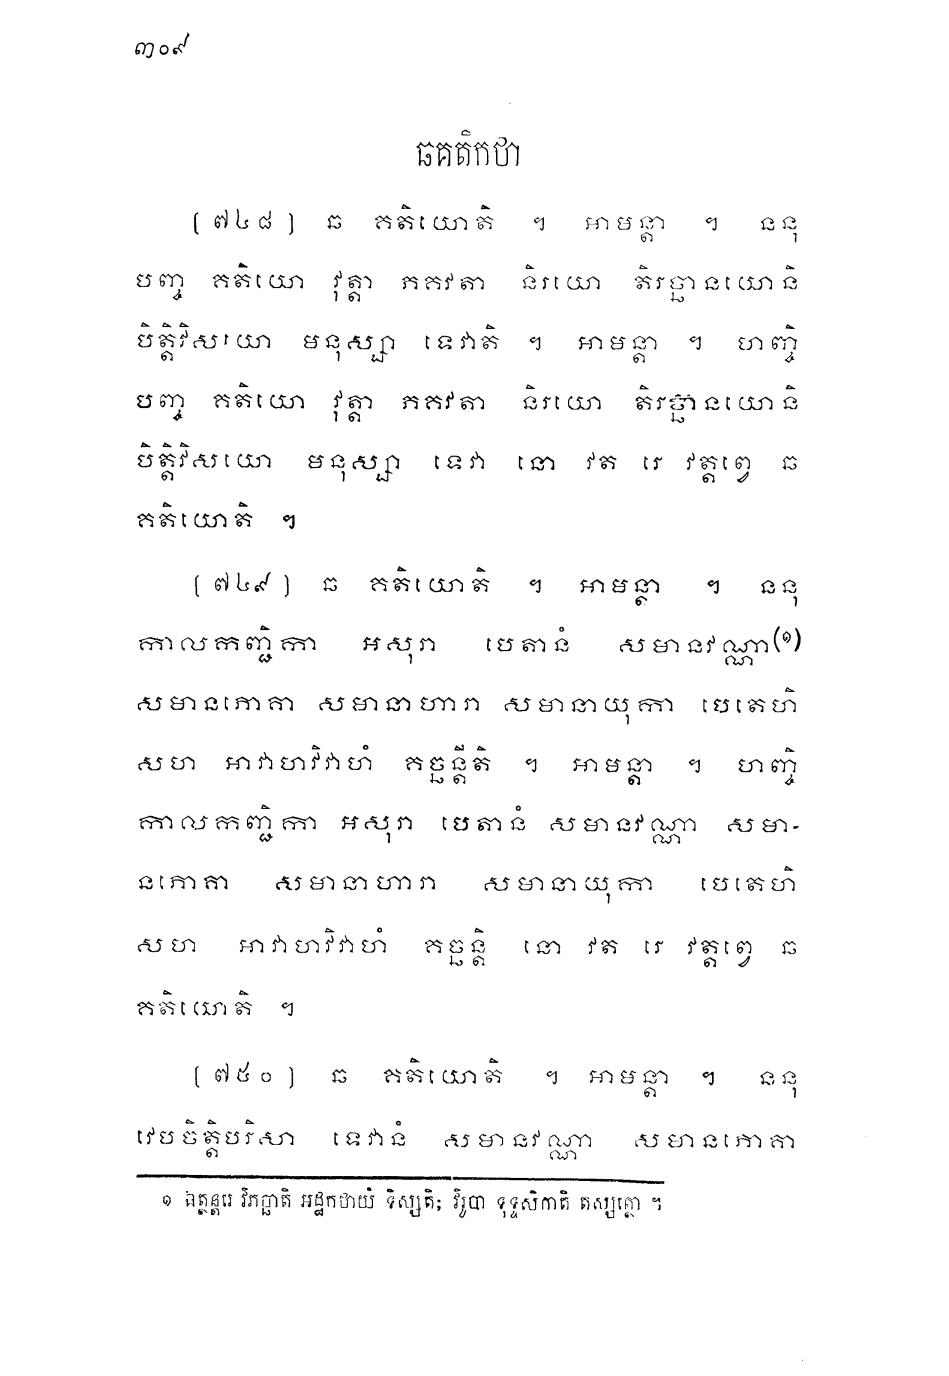 ៣០៩
ឆគតិកថា
[៧៤៨] ឆ គតិយោតិ ។ អាមន្តា ។ ននុ
បញ្ច គតិយោ វុត្តា ភគវតា និរយោ តិរច្ឆានយោនិ
បិត្តិវិសយោ មនុស្សា ទេវាតិ ។ អាមន្តា ។ ហញ្ចិ
បញ្ច គតិយោ វុត្តា ភគវតា និរយោ តិរច្ឆានយោនិ
បិត្តិវិសយោ មនុស្សា ទេវា នោ វត រេ វត្តព្វេ ឆ
គតិយោតិ ។
[៧៤៩] ឆ គតិយោតិ ។ អាមន្តា ។ ននុ
កាលកញ្ជិកា អសុរា បេតានំ សមានវណ្ណា(១)
សមានភោគា សមានាហារា សមានាយុកា បេតេហិ
សហ អាវាហវិវាហំ គច្ឆន្តីតិ ។ អាមន្តា ។ ហញ្ចិ
កាលកញ្ជិកា អសុរា បេតានំ សមានវណ្ណា សមា-
នភោគា សមានាហារា សមានាយុកា បេតេហិ
សហ អាវាហវិវាហំ គច្ឆន្តិ នោ វត រេ វត្តព្វេ ឆ
គតិយោតិ ។
[៧៥០] ឆ គតិយោតិ ។ អាមន្តា ។ ននុ
វេបចិត្តិបរិសា ទេវានំ សមានវណ្ណា សមានភោគា
១ ឯត្ថន្តរេ វិភច្ឆាតិ អដ្ឋកថាយំ ទិស្សតិ; វិរូបា ទុទ្ទសិកាតិ តស្សត្ថោ ។